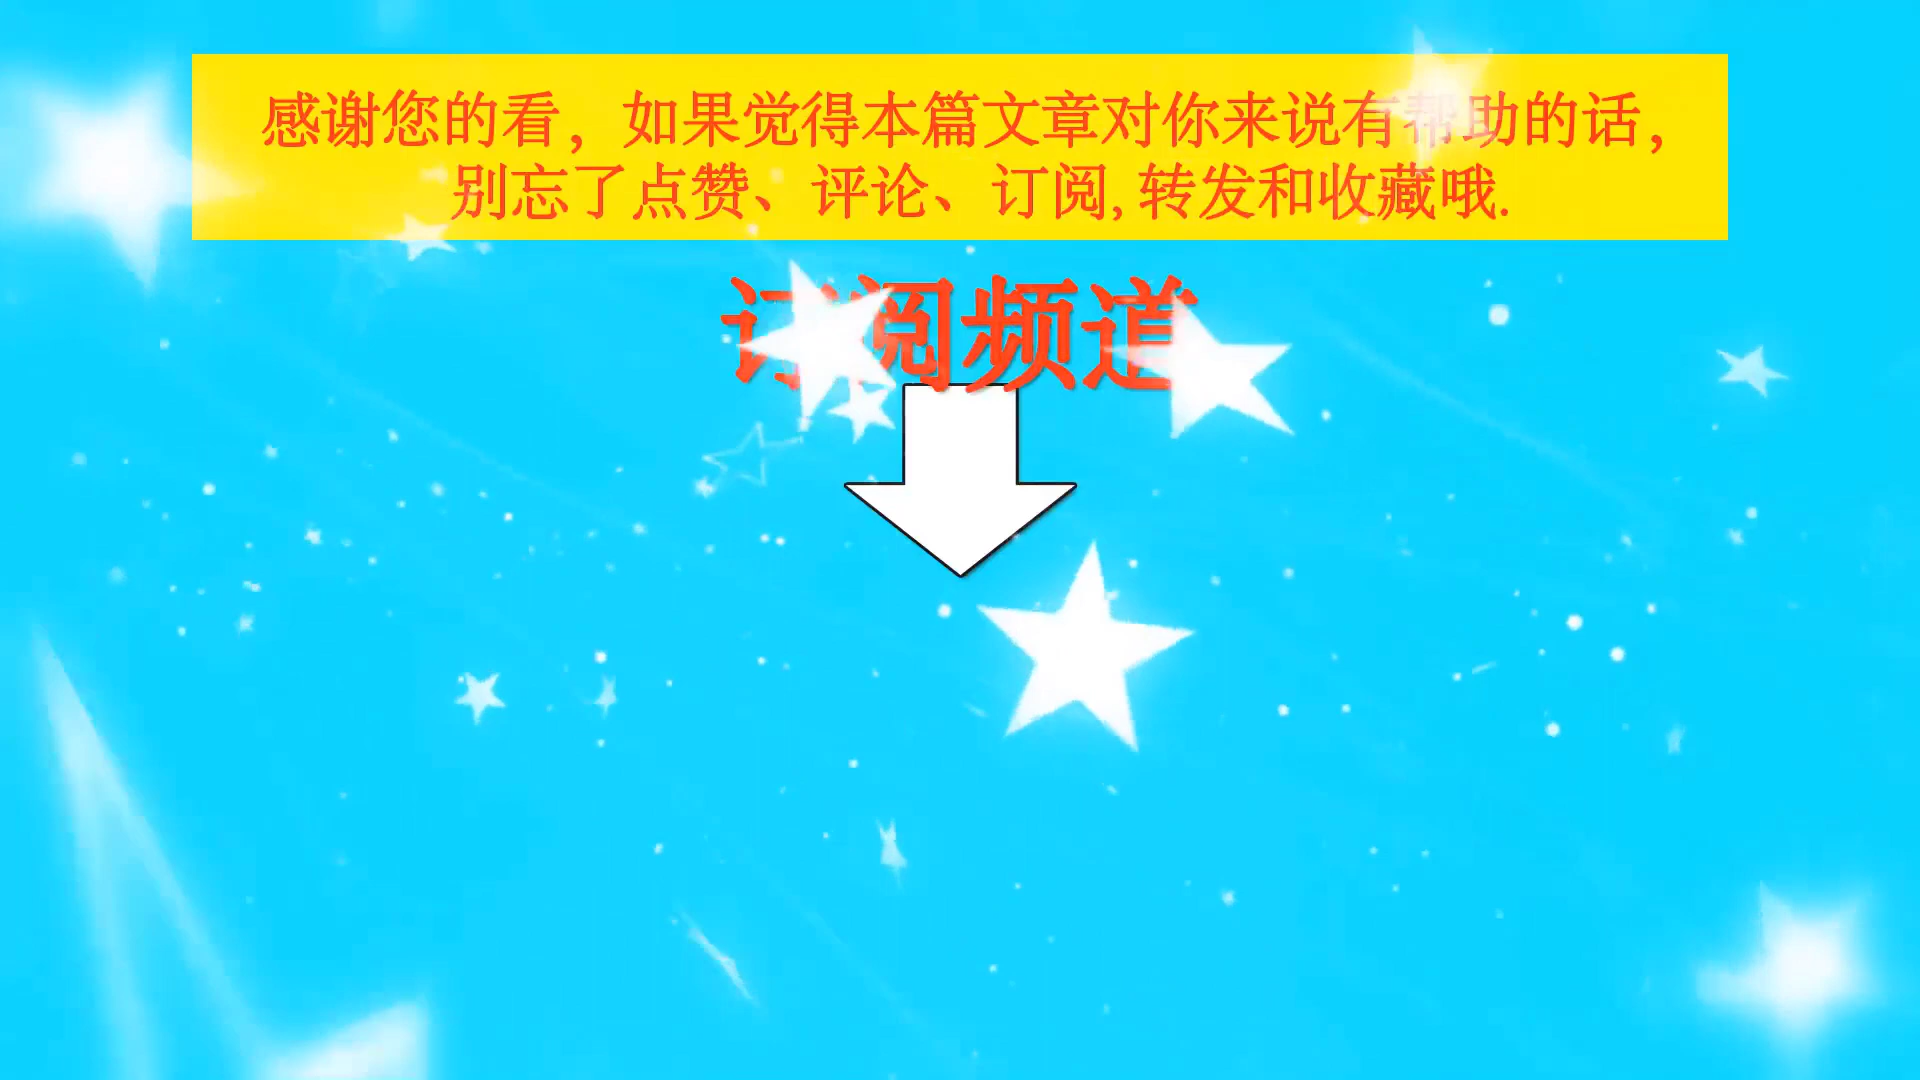 感谢您的看，如果觉得本篇文章对你来说有帮助的话，
别忘了点赞、评论、订阅,转发和收藏哦.
订阅频道